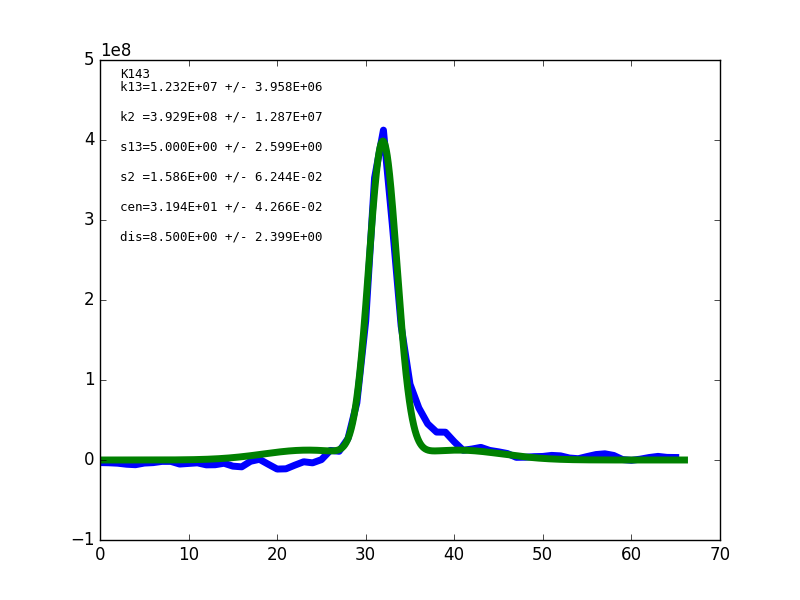 1e8
5
K143
k13=1.232E+07 +/- 3.958E+06
k2 =3.929E+08 +/- 1.287E+07
4
s13=5.000E+00 +/- 2.599E+00
s2 =1.586E+00 +/- 6.244E-02
3
cen=3.194E+01 +/- 4.266E-02
dis=8.500E+00 +/- 2.399E+00
2
1
0
−1
0 10 20 30 40 50 60 70